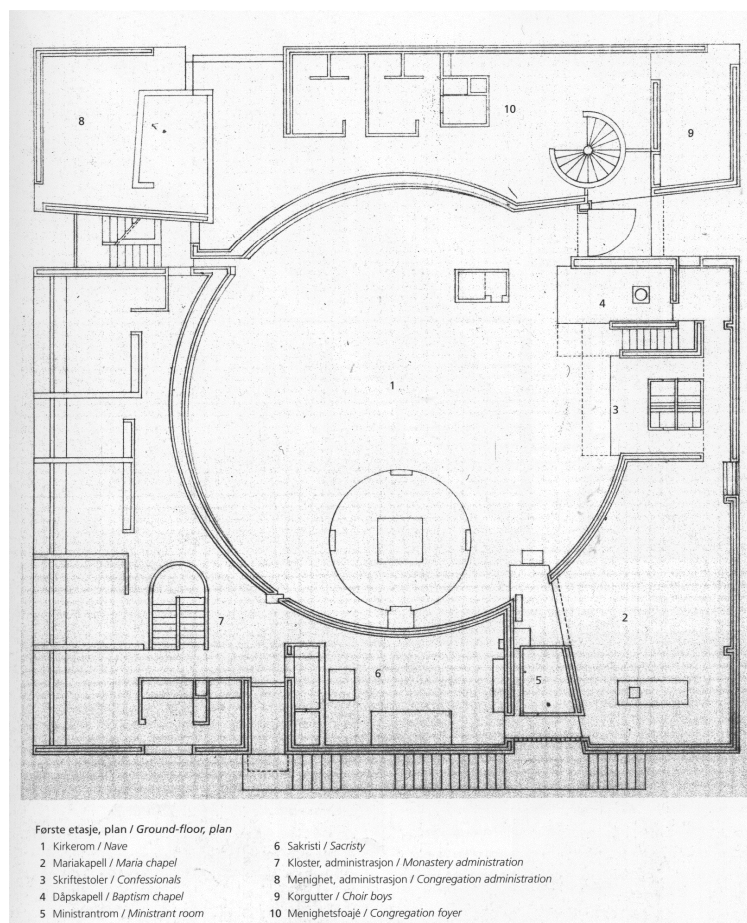 8
10
9
4
1
3
7
2
6
5
Første etasje, plan / Ground-floor, plan
1 Kirkerom / Nave
2 Mariakapell / Maria chapel
3 Skriftestoler / Confessionals
4 Dåpskapell / Baptism chapel
5 Ministrantrom / Ministrant room
6 Sakristi / Sacristy
7 Kloster, administrasjon / Monastery administration
8 Menighet, administrasjon / Congregation administration
9 Korgutter / Choir boys
10 Menighetsfoajé / Congregation foyer